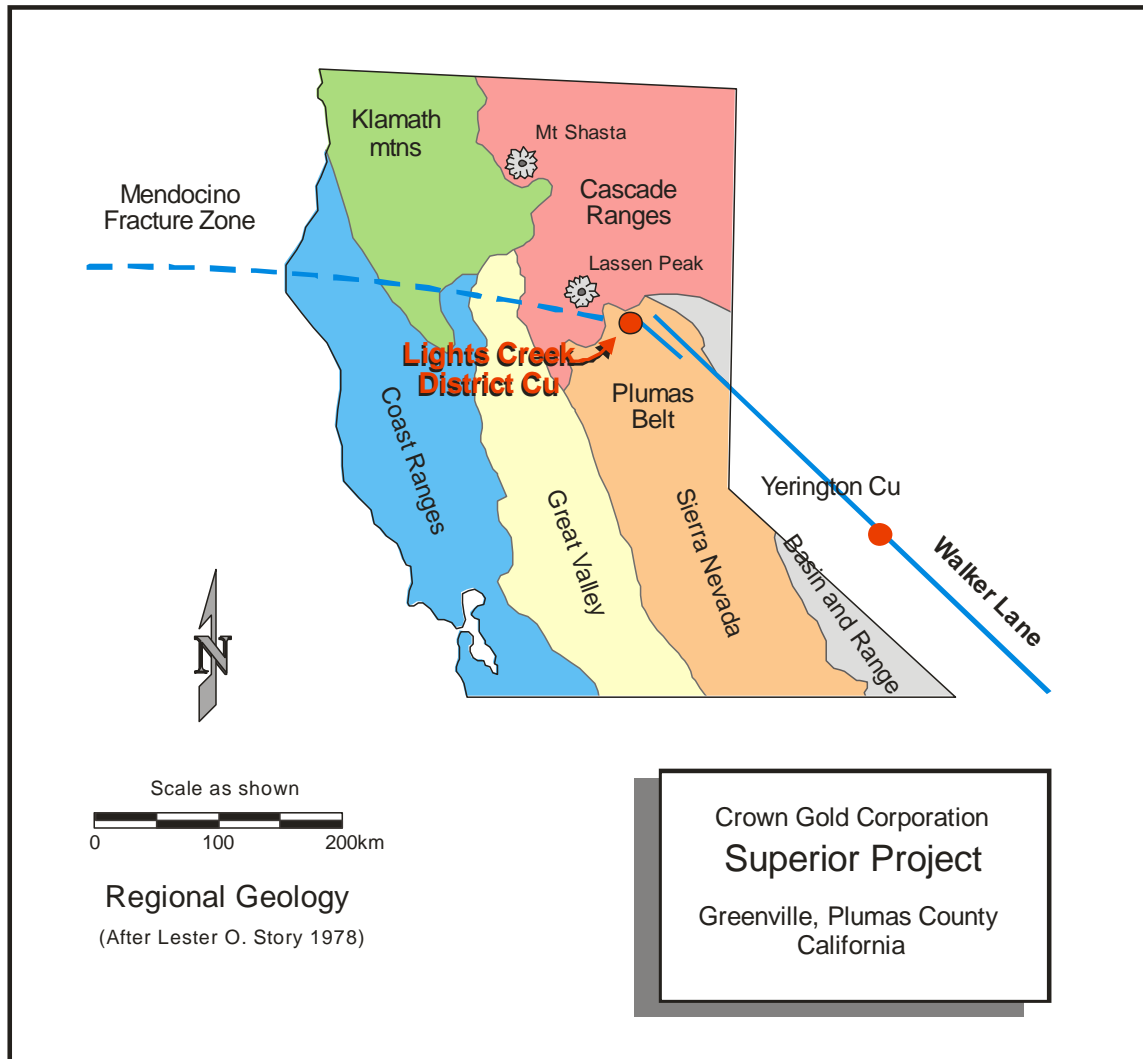 Klamath
mtns
Mt Shasta
Mendocino
Fracture Zone
Cascade
Ranges
Lassen Peak
Lights Creek
District Cu
Plumas
Belt
Coast Ranges
Yerington Cu
Great Valley
Sierra Nevada
Basin and Range
Walker Lane
N
Scale as shown
0 100 200km
Regional Geology
(After Lester O. Story 1978)
Crown Gold Corporation
Superior Project
Greenville, Plumas County
California